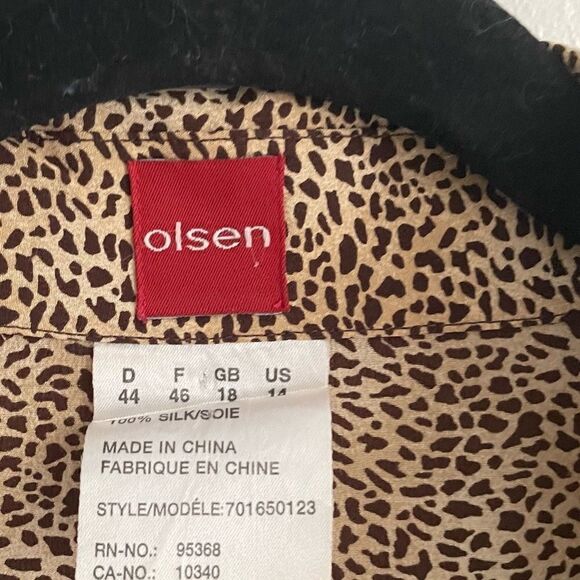 olsen
D F GB US
44 46 18 14
100% SILK/SOIE
MADE IN CHINA
FABRIQUE EN CHINE
STYLE/MODÉLE:701650123
RN-NO.: 95368
CA-NO.: 10340